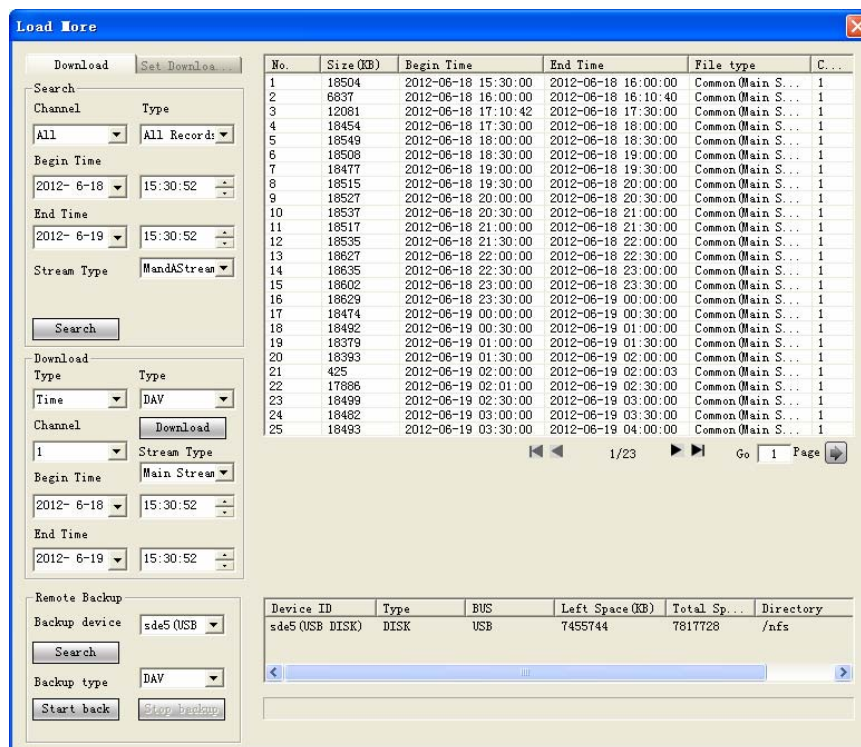 Load More
Download Set Downloa...
Search
Channel Type
All All Records
Begin Time
2012- 6-18 15:30:52
End Time
2012- 6-19 15:30:52
Stream Type MandAStream
Search
Download
Type Type
Time DAV
Channel Download
1 Stream Type
Begin Time Main Stream
2012- 6-18 15:30:52
End Time
2012- 6-19 15:30:52
Remote Backup
Backup device sde5(USB
Search
Backup type DAV
Start back Stop backup
No. Size(KB) Begin Time End Time File type C...
1 18504 2012-06-18 15:30:00 2012-06-18 16:00:00 Common(Main S... 1
2 6837 2012-06-18 16:00:00 2012-06-18 16:10:40 Common(Main S... 1
3 12081 2012-06-18 17:10:42 2012-06-18 17:30:00 Common(Main S... 1
4 18454 2012-06-18 17:30:00 2012-06-18 18:00:00 Common(Main S... 1
5 18549 2012-06-18 18:00:00 2012-06-18 18:30:00 Common(Main S... 1
6 18508 2012-06-18 18:30:00 2012-06-18 19:00:00 Common(Main S... 1
7 18477 2012-06-18 19:00:00 2012-06-18 19:30:00 Common(Main S... 1
8 18515 2012-06-18 19:30:00 2012-06-18 20:00:00 Common(Main S... 1
9 18527 2012-06-18 20:00:00 2012-06-18 20:30:00 Common(Main S... 1
10 18537 2012-06-18 20:30:00 2012-06-18 21:00:00 Common(Main S... 1
11 18517 2012-06-18 21:00:00 2012-06-18 21:30:00 Common(Main S... 1
12 18535 2012-06-18 21:30:00 2012-06-18 22:00:00 Common(Main S... 1
13 18627 2012-06-18 22:00:00 2012-06-18 22:30:00 Common(Main S... 1
14 18635 2012-06-18 22:30:00 2012-06-18 23:00:00 Common(Main S... 1
15 18602 2012-06-18 23:00:00 2012-06-18 23:30:00 Common(Main S... 1
16 18629 2012-06-18 23:30:00 2012-06-19 00:00:00 Common(Main S... 1
17 18474 2012-06-19 00:00:00 2012-06-19 00:30:00 Common(Main S... 1
18 18492 2012-06-19 00:30:00 2012-06-19 01:00:00 Common(Main S... 1
19 18379 2012-06-19 01:00:00 2012-06-19 01:30:00 Common(Main S... 1
20 18393 2012-06-19 01:30:00 2012-06-19 02:00:00 Common(Main S... 1
21 425 2012-06-19 02:00:00 2012-06-19 02:00:03 Common(Main S... 1
22 17886 2012-06-19 02:01:00 2012-06-19 02:30:00 Common(Main S... 1
23 18499 2012-06-19 02:30:00 2012-06-19 03:00:00 Common(Main S... 1
24 18482 2012-06-19 03:00:00 2012-06-19 03:30:00 Common(Main S... 1
25 18493 2012-06-19 03:30:00 2012-06-19 04:00:00 Common(Main S... 1
1/23 Go 1 Page
Device ID Type BUS Left Space(KB) Total Sp... Directory
sde5(USB DISK) DISK USB 7455744 7817728 /nfs